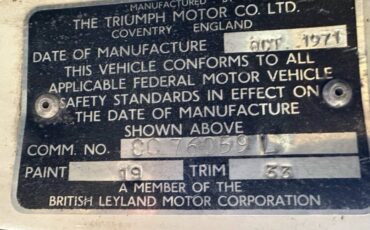 MANUFACTURED BY
THE TRIUMPH MOTOR CO. LTD.
COVENTRY, ENGLAND
DATE OF MANUFACTURE OCT 1971
THIS VEHICLE CONFORMS TO ALL
APPLICABLE FEDERAL MOTOR VEHICLE
SAFETY STANDARDS IN EFFECT ON
THE DATE OF MANUFACTURE
SHOWN ABOVE
COMM. NO. CC76059L
PAINT 19 TRIM 33
A MEMBER OF THE
BRITISH LEYLAND MOTOR CORPORATION